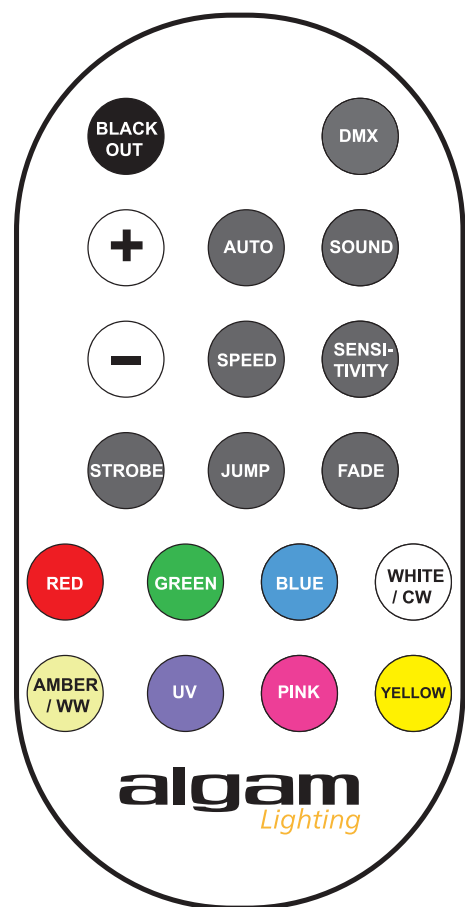 BLACK
OUT
DMX
+
AUTO
SOUND
-
SPEED
SENSI-
TIVITY
STROBE
JUMP
FADE
RED
GREEN
BLUE
WHITE
/ CW
AMBER
/ WW
UV
PINK
YELLOW
algam
Lighting